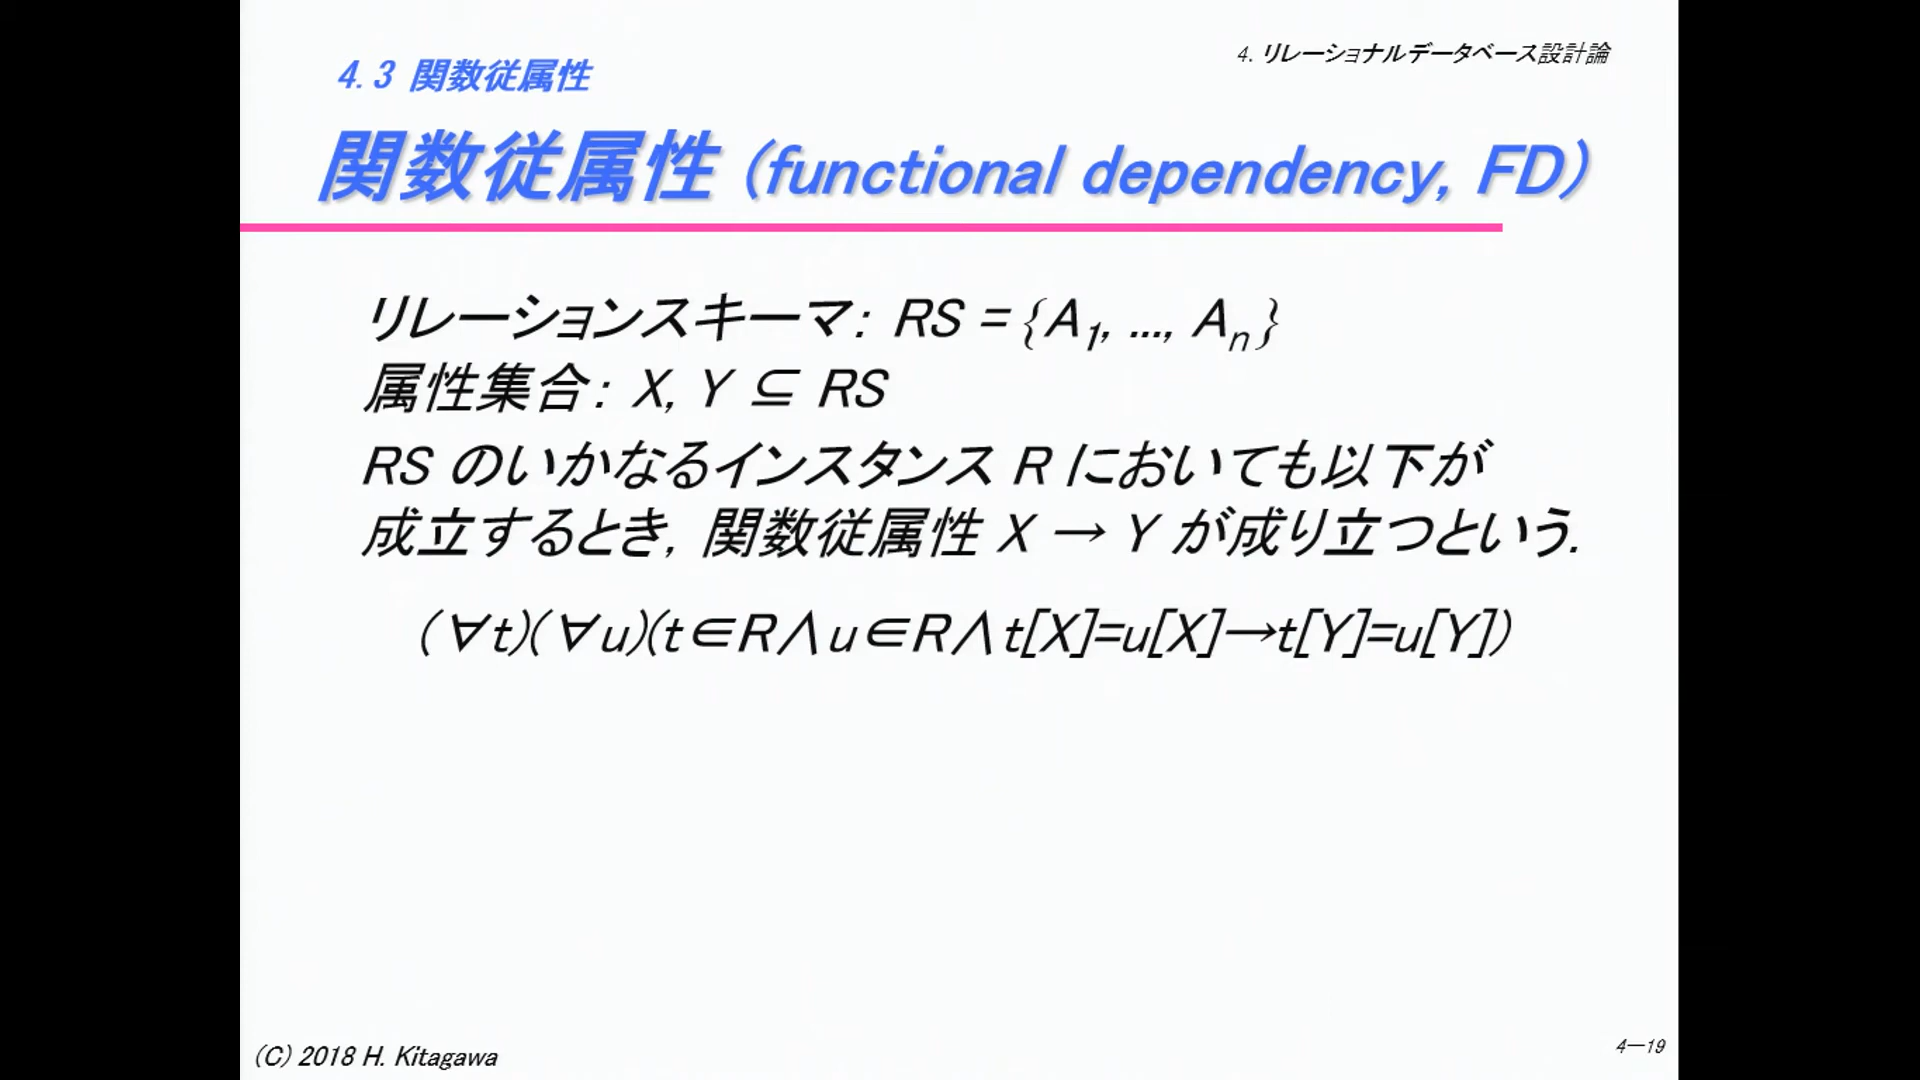 4. リレーショナルデータベース設計論
4.3 関数従属性
関数従属性 (functional dependency, FD)
リレーションスキーマ: RS = {A1, ..., An}
属性集合: X, Y ⊆ RS
RS のいかなるインスタンス R においても以下が
成立するとき, 関数従属性 X → Y が成り立つという.
(∀t)(∀u)(t∈R∧u∈R∧t[X]=u[X]→t[Y]=u[Y])
(C) 2018 H. Kitagawa
4—19